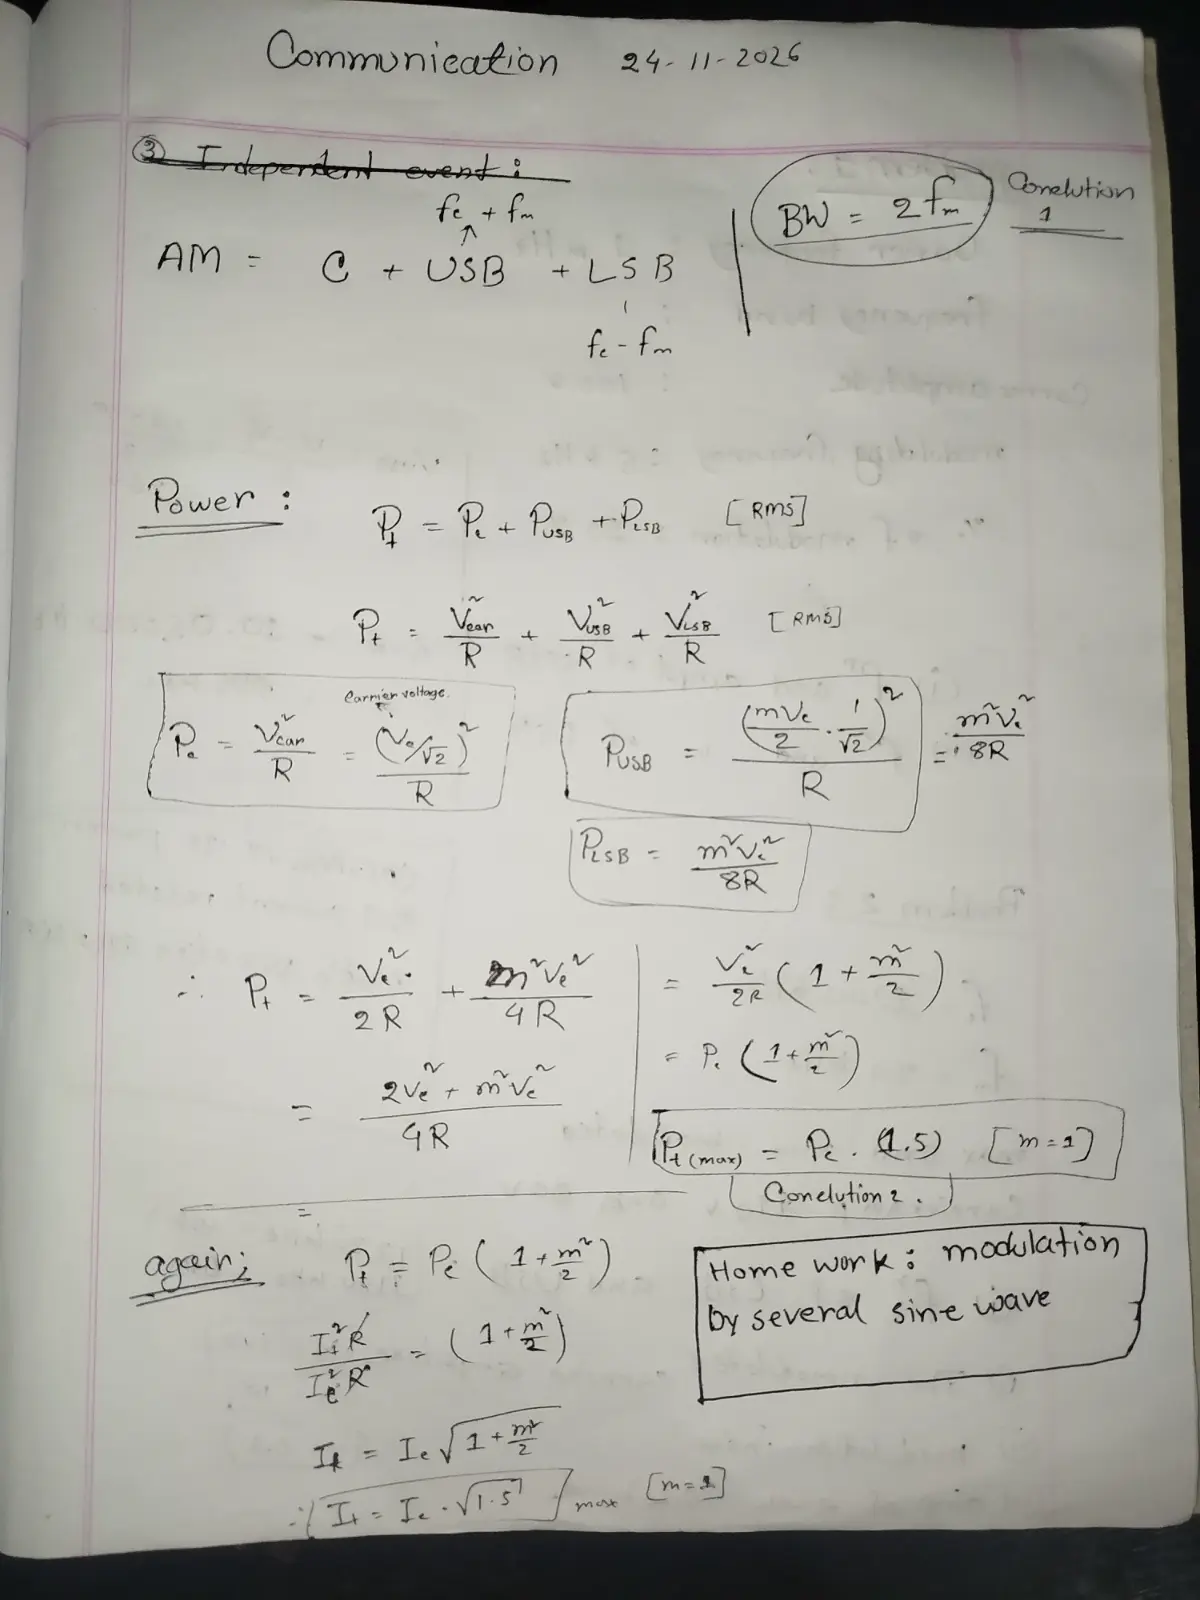 Communication 24-11-2026
③ Independent event:
fc + fm
↑
AM = C + USB + LSB
fc - fm
BW = 2fm
Conclution
1
Power :
Pt = Pc + PUSB + PLSB [RMS]
Pt = V²car/R + V²USB/R + V²LSB/R [RMS]
Carrier voltage.
Pc = V²car/R = (Vc/√2)²/R
PUSB = (mVc/2 · 1/√2)²/R = m²Vc²/8R
PLSB = m²Vc²/8R
∴ Pt = Vc²/2R + m²Vc²/4R
= (2Vc² + m²Vc²)/4R
= Vc²/2R (1 + m²/2)
= Pc (1 + m²/2)
Pt(max) = Pc . (1.5) [m=1]
Conclution 2.
=
again;
Pt = Pc (1 + m²/2)
It²R/Ic²R = (1 + m²/2)
It = Ic √(1 + m²/2)
∴ It = Ic . √1.5 max [m=1]
Home work: modulation
by several sine wave